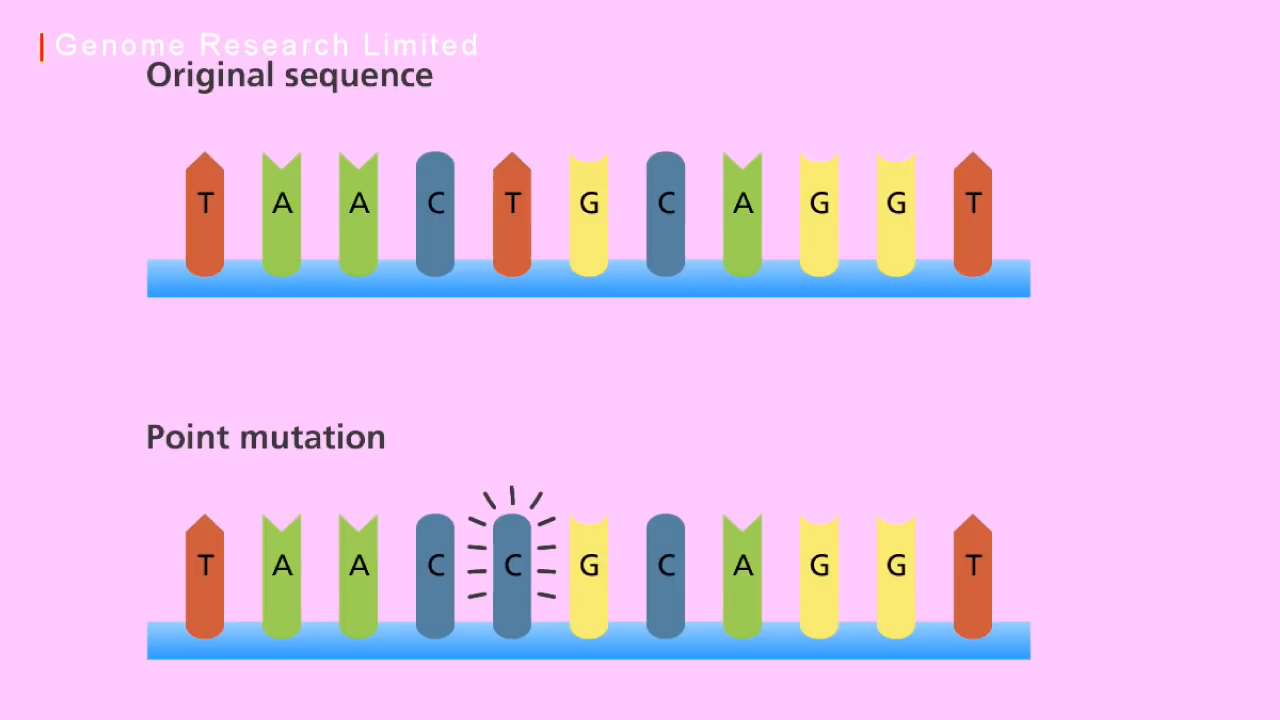 Genome Research Limited
Original sequence
T A A C T G C A G G T
Point mutation
T A A C C G C A G G T